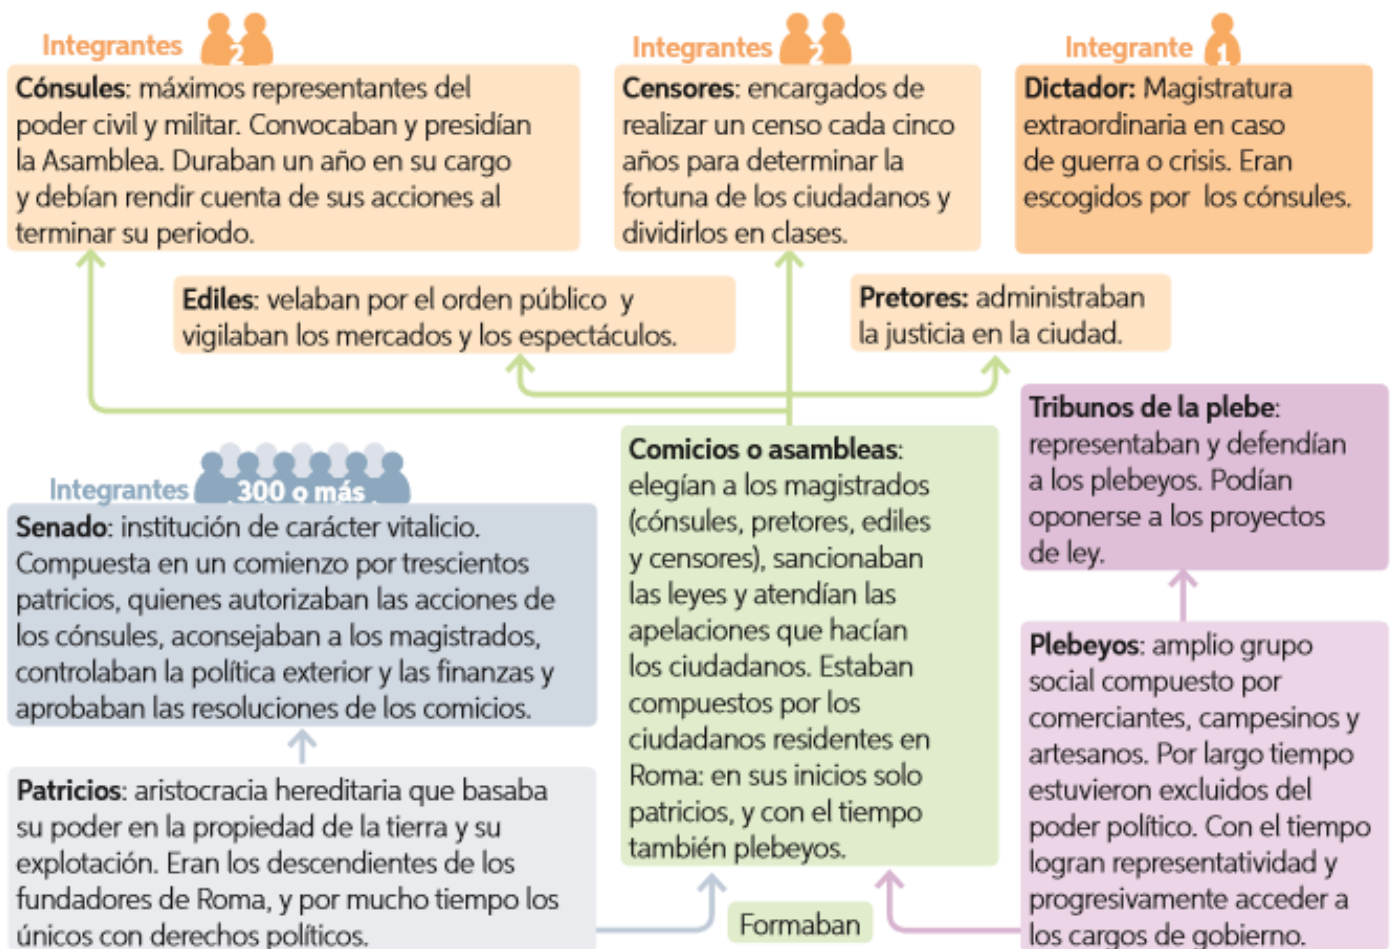 Integrantes 2
Cónsules: máximos representantes del
poder civil y militar. Convocaban y presidían
la Asamblea. Duraban un año en su cargo
y debían rendir cuenta de sus acciones al
terminar su periodo.
Integrantes 2
Censores: encargados de
realizar un censo cada cinco
años para determinar la
fortuna de los ciudadanos y
dividirlos en clases.
Integrante 1
Dictador: Magistratura
extraordinaria en caso
de guerra o crisis. Eran
escogidos por los cónsules.
Ediles: velaban por el orden público y
vigilaban los mercados y los espectáculos.
Pretores: administraban
la justicia en la ciudad.
Integrantes 300 o más
Senado: institución de carácter vitalicio.
Compuesta en un comienzo por trescientos
patricios, quienes autorizaban las acciones de
los cónsules, aconsejaban a los magistrados,
controlaban la política exterior y las finanzas y
aprobaban las resoluciones de los comicios.
Comicios o asambleas:
elegían a los magistrados
(cónsules, pretores, ediles
y censores), sancionaban
las leyes y atendían las
apelaciones que hacían
los ciudadanos. Estaban
compuestos por los
ciudadanos residentes en
Roma: en sus inicios solo
patricios, y con el tiempo
también plebeyos.
Tribunos de la plebe:
representaban y defendían
a los plebeyos. Podían
oponerse a los proyectos
de ley.
Patricios: aristocracia hereditaria que basaba
su poder en la propiedad de la tierra y su
explotación. Eran los descendientes de los
fundadores de Roma, y por mucho tiempo los
únicos con derechos políticos.
Formaban
Plebeyos: amplio grupo
social compuesto por
comerciantes, campesinos y
artesanos. Por largo tiempo
estuvieron excluidos del
poder político. Con el tiempo
logran representatividad y
progresivamente acceder a
los cargos de gobierno.